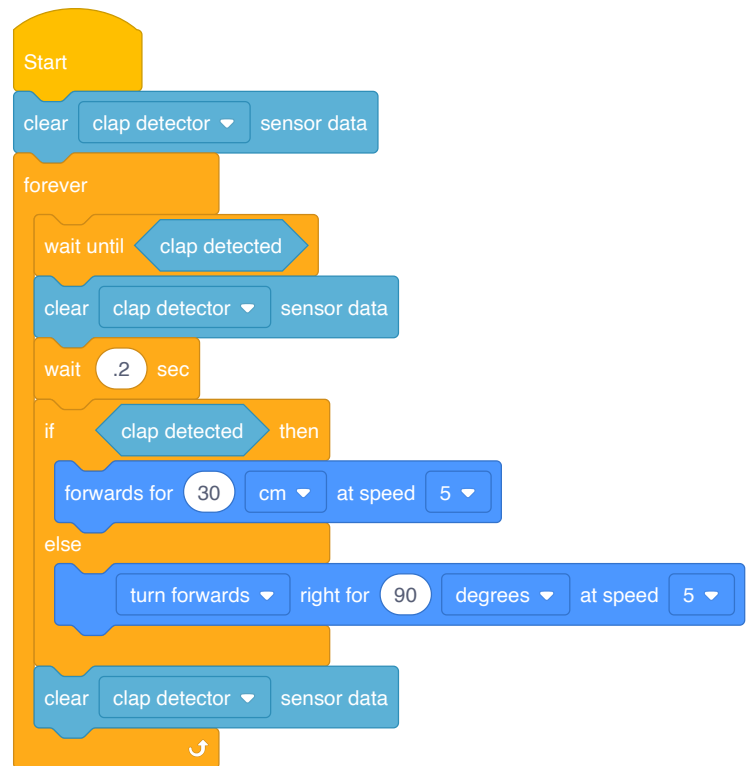 Start
clear clap detector sensor data
forever
wait until clap detected
clear clap detector sensor data
wait .2 sec
if clap detected then
forwards for 30 cm at speed 5
else
turn forwards right for 90 degrees at speed 5
clear clap detector sensor data